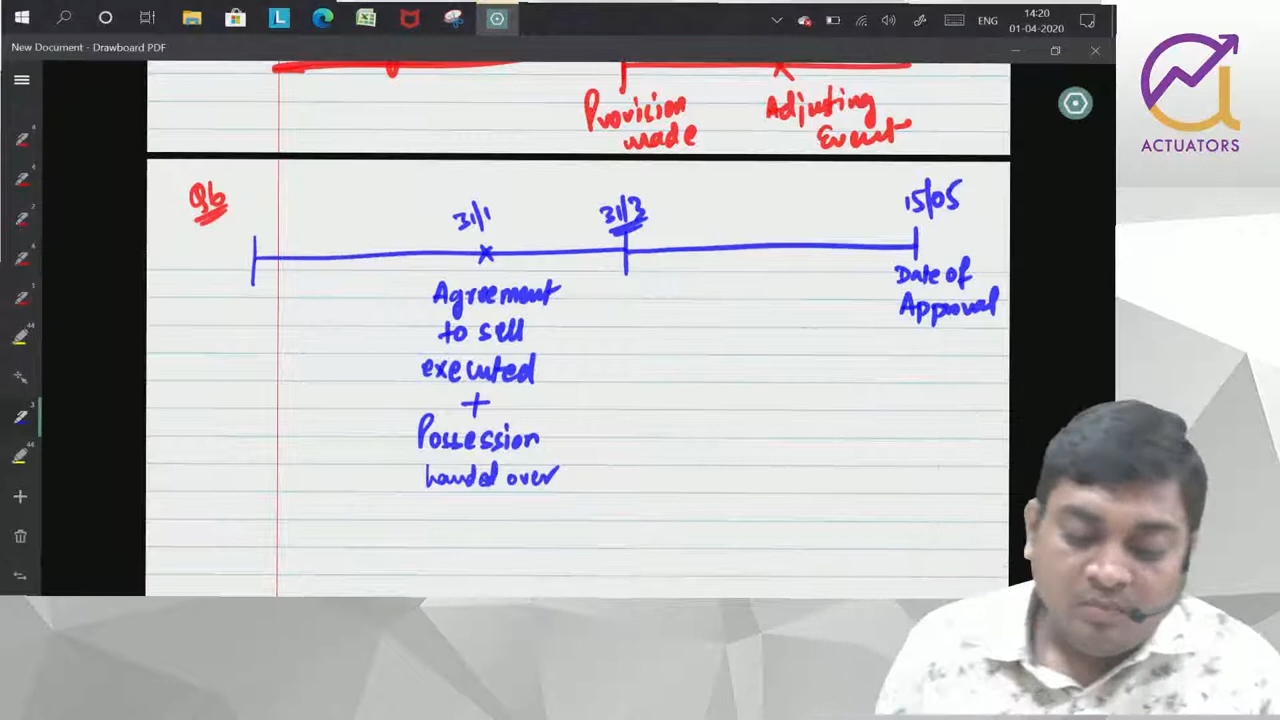 14:20
ENG
01-04-2020
New Document - Drawboard PDF
ACTUATORS
Provision
made
Adjusting
Event
Q6
31/1
31/3
15/05
Date of
Approval
Agreement
to sell
executed
+
Possession
handed over